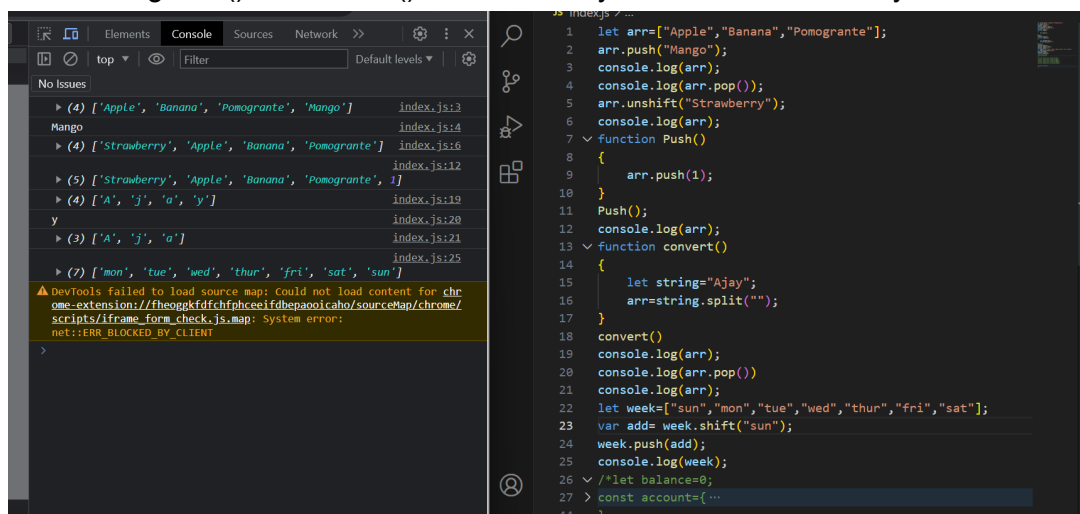 Elements Console Sources Network
top Filter Default levels
No Issues
(4) ['Apple', 'Banana', 'Pomogrante', 'Mango'] index.js:3
Mango index.js:4
(4) ['Strawberry', 'Apple', 'Banana', 'Pomogrante'] index.js:6
index.js:12
(5) ['Strawberry', 'Apple', 'Banana', 'Pomogrante', 1]
(4) ['A', 'j', 'a', 'y'] index.js:19
y index.js:20
(3) ['A', 'j', 'a'] index.js:21
index.js:25
(7) ['mon', 'tue', 'wed', 'thur', 'fri', 'sat', 'sun']
DevTools failed to load source map: Could not load content for chr
ome-extension://fheoggkfdfchfphceeifdbepaooicaho/sourceMap/chrome/
scripts/iframe_form_check.js.map: System error:
net::ERR_BLOCKED_BY_CLIENT
JS index.js > ...
1 let arr=["Apple","Banana","Pomogrante"];
2 arr.push("Mango");
3 console.log(arr);
4 console.log(arr.pop());
5 arr.unshift("Strawberry");
6 console.log(arr);
7 function Push()
8 {
9 arr.push(1);
10 }
11 Push();
12 console.log(arr);
13 function convert()
14 {
15 let string="Ajay";
16 arr=string.split("");
17 }
18 convert()
19 console.log(arr);
20 console.log(arr.pop())
21 console.log(arr);
22 let week=["sun","mon","tue","wed","thur","fri","sat"];
23 var add= week.shift("sun");
24 week.push(add);
25 console.log(week);
26 /*let balance=0;
27 const account={ ...